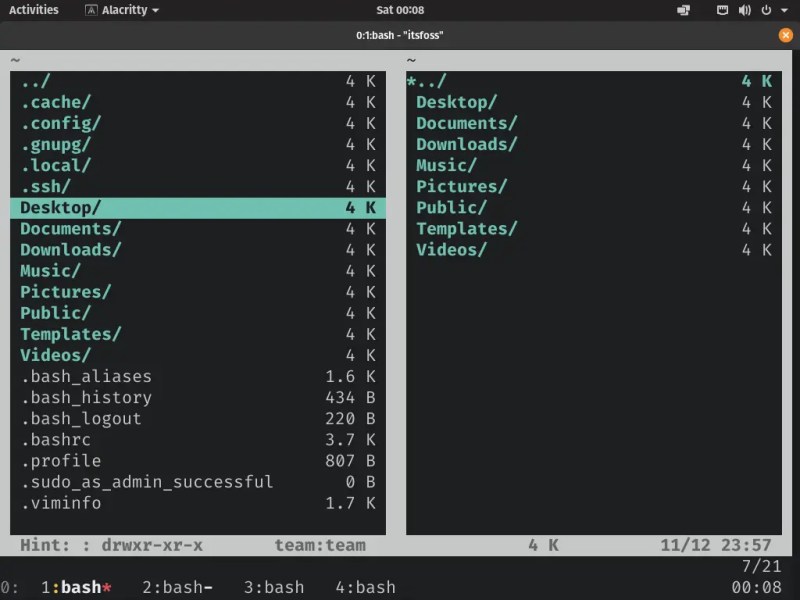 Activities Alacritty Sat 00:08
0:1:bash - "itsfoss"
~
../ 4 K
.cache/ 4 K
.config/ 4 K
.gnupg/ 4 K
.local/ 4 K
.ssh/ 4 K
Desktop/ 4 K
Documents/ 4 K
Downloads/ 4 K
Music/ 4 K
Pictures/ 4 K
Public/ 4 K
Templates/ 4 K
Videos/ 4 K
.bash_aliases 1.6 K
.bash_history 434 B
.bash_logout 220 B
.bashrc 3.7 K
.profile 807 B
.sudo_as_admin_successful 0 B
.viminfo 1.7 K
~
*../ 4 K
Desktop/ 4 K
Documents/ 4 K
Downloads/ 4 K
Music/ 4 K
Pictures/ 4 K
Public/ 4 K
Templates/ 4 K
Videos/ 4 K
Hint: : drwxr-xr-x team:team 4 K 11/12 23:57
7/21
0: 1:bash* 2:bash- 3:bash 4:bash 00:08